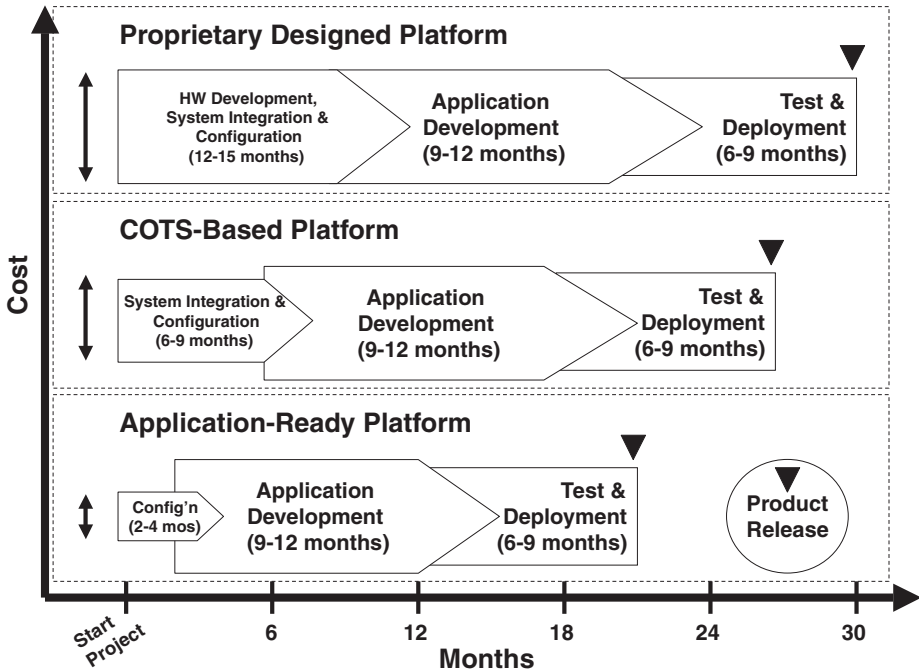 Proprietary Designed Platform
HW Development,
System Integration &
Configuration
(12-15 months)
Application
Development
(9-12 months)
Test &
Deployment
(6-9 months)
COTS-Based Platform
System Integration &
Configuration
(6-9 months)
Application
Development
(9-12 months)
Test &
Deployment
(6-9 months)
Application-Ready Platform
Config'n
(2-4 mos)
Application
Development
(9-12 months)
Test &
Deployment
(6-9 months)
Product
Release
Cost
Start
Project
6
12
18
24
30
Months